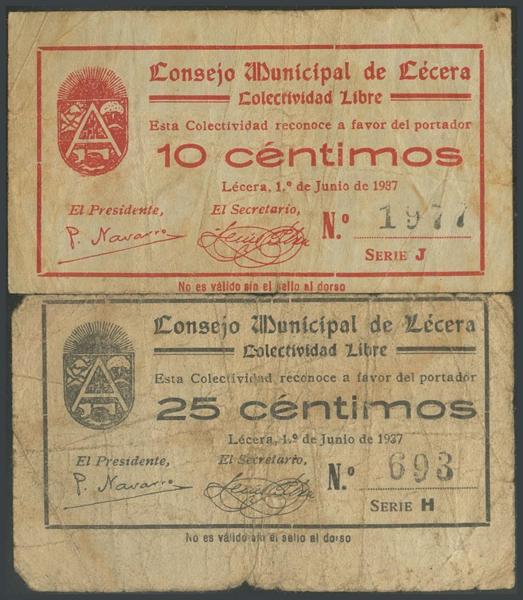 Consejo Municipal de Lécera
Colectividad Libre
Esta Colectividad reconoce a favor del portador
10 céntimos
Lécera, 1.º de Junio de 1937
El Presidente, El Secretario,
P. Navarro
N.º 1977
SERIE J
No es válido sin el sello al dorso
Consejo Municipal de Lécera
Colectividad Libre
Esta Colectividad reconoce a favor del portador
25 céntimos
Lécera, 1.º de Junio de 1937
El Presidente, El Secretario,
P. Navarro
N.º 693
SERIE H
No es válido sin el sello al dorso